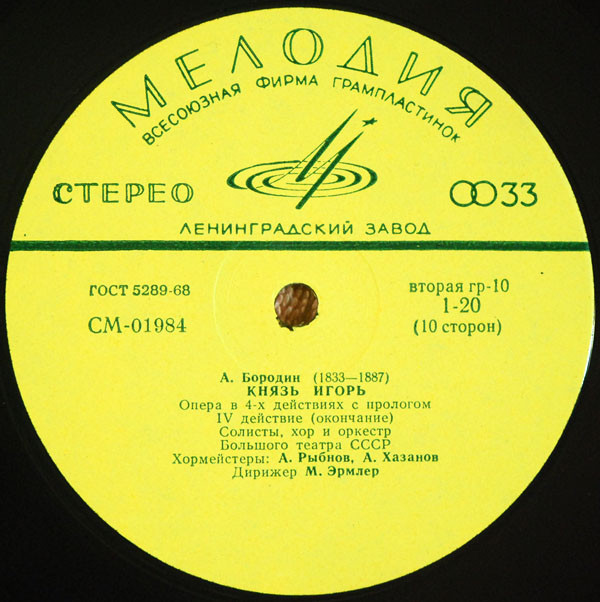 МЕЛОДИЯ
ВСЕСОЮЗНАЯ ФИРМА ГРАМПЛАСТИНОК
СТЕРЕО
33
ЛЕНИНГРАДСКИЙ ЗАВОД
ГОСТ 5289-68
вторая гр-10
СМ-01984
1-20
(10 сторон)
А. Бородин (1833—1887)
КНЯЗЬ ИГОРЬ
Опера в 4-х действиях с прологом
IV действие (окончание)
Солисты, хор и оркестр
Большого театра СССР
Хормейстеры: А. Рыбнов, А. Хазанов
Дирижер М. Эрмлер